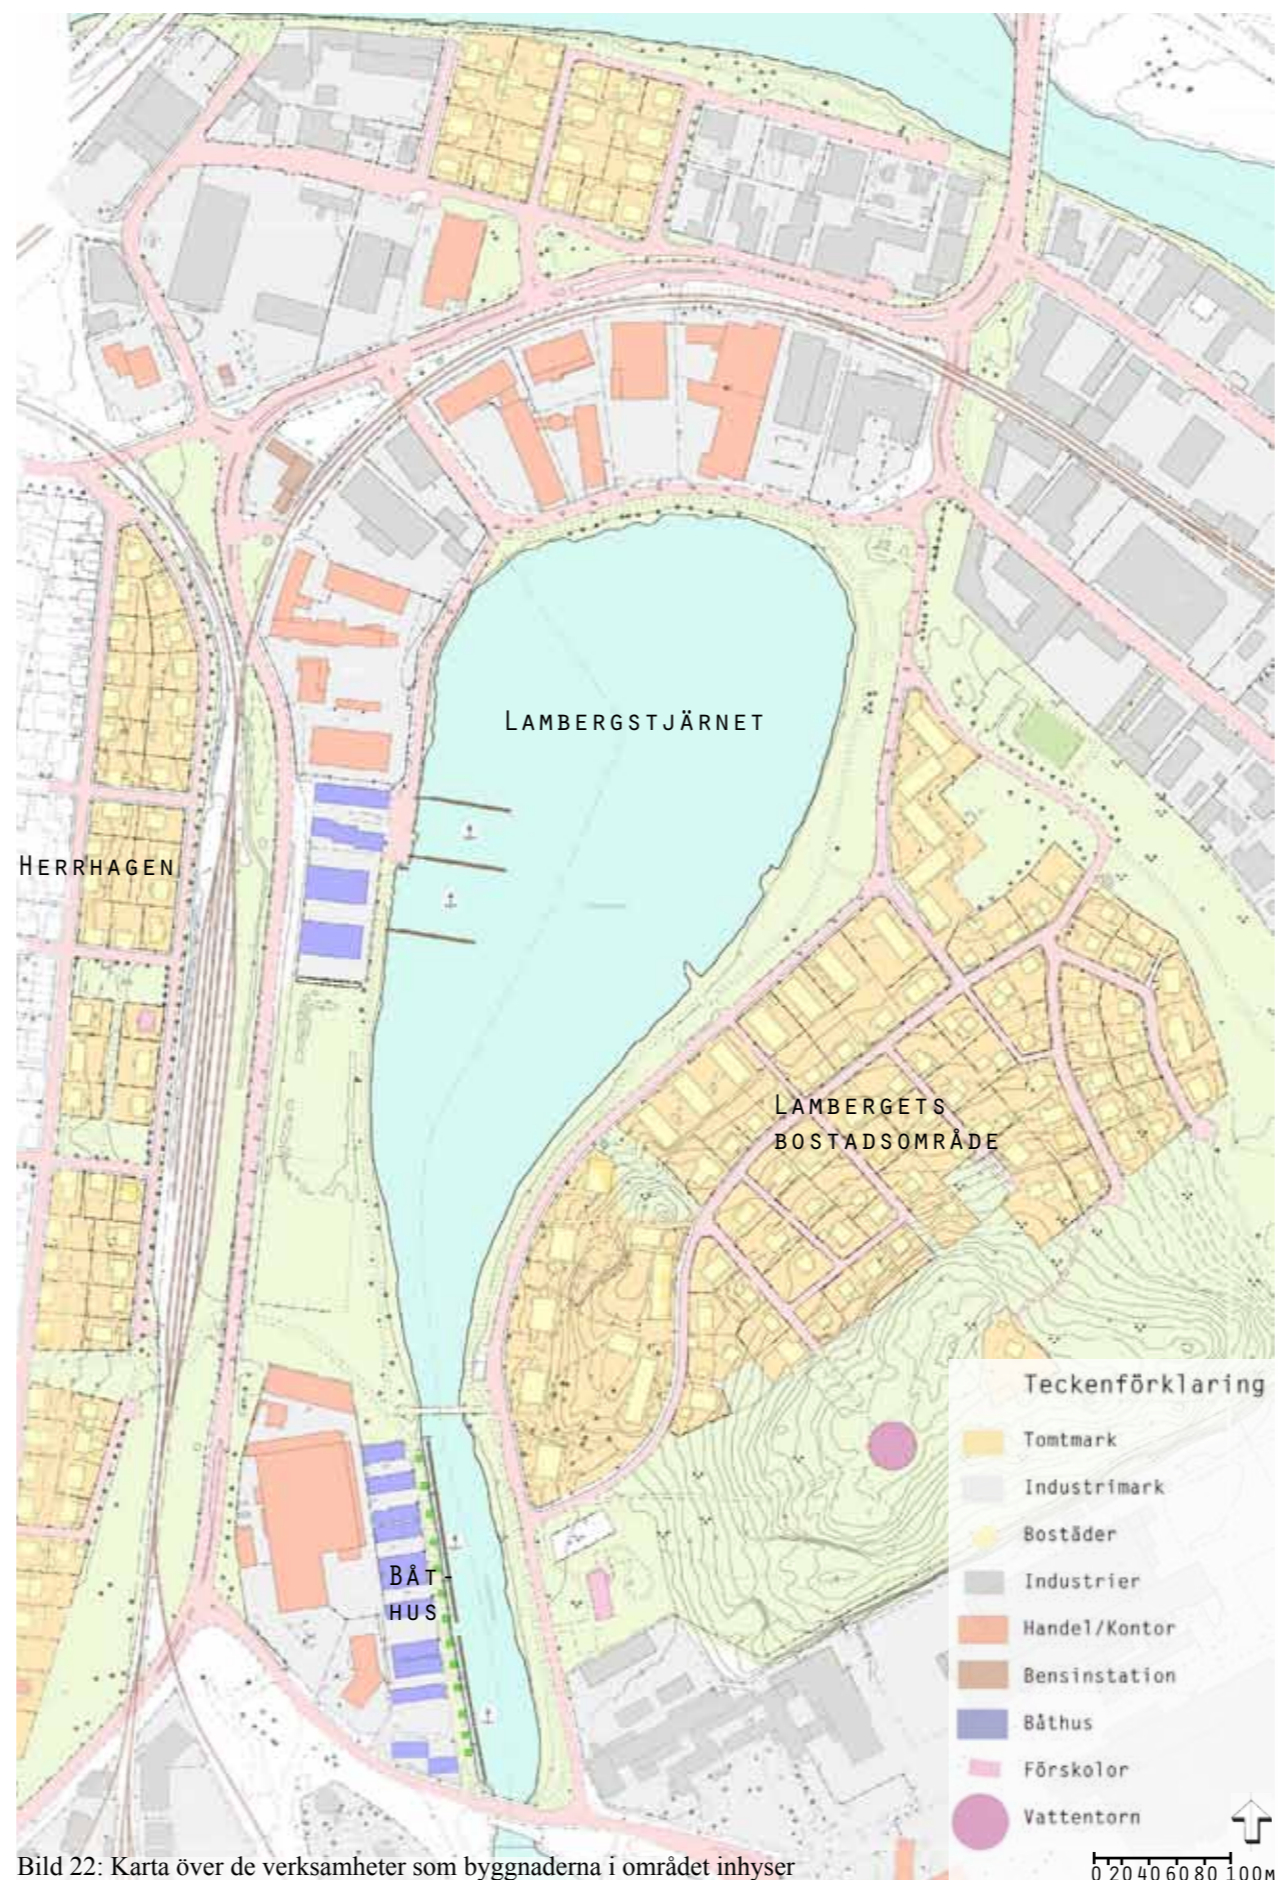 LAMBERGSTJÄRNET
HERRHAGEN
LAMBERGETS
BOSTADSOMRÅDE
BÅT-
HUS
Teckenförklaring
Tomtmark
Industrimark
Bostäder
Industrier
Handel/Kontor
Bensinstation
Båthus
Förskolor
Vattentorn
0 20 40 60 80 100M
Bild 22: Karta över de verksamheter som byggnaderna i området inhyser